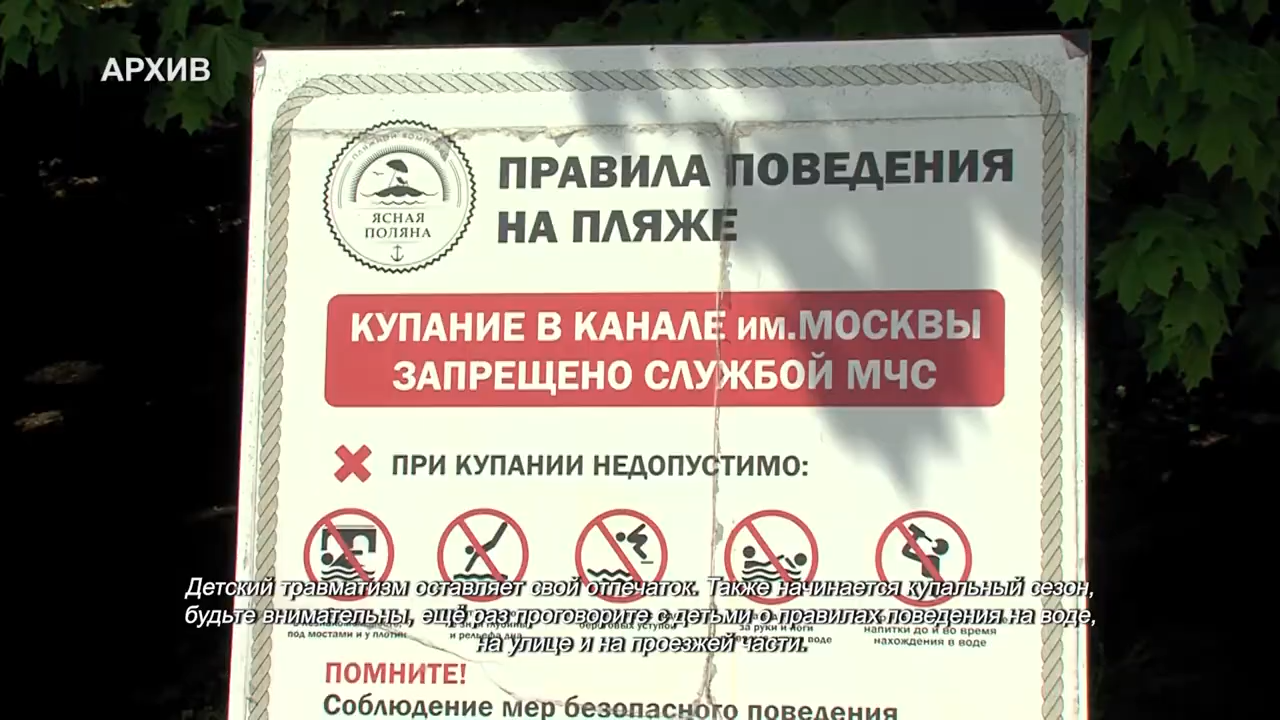 АРХИВ
ПЛЯЖНЫЙ КОМПЛЕКС
ЯСНАЯ
ПОЛЯНА
ПРАВИЛА ПОВЕДЕНИЯ
НА ПЛЯЖЕ
КУПАНИЕ В КАНАЛЕ им.МОСКВЫ
ЗАПРЕЩЕНО СЛУЖБОЙ МЧС
ПРИ КУПАНИИ НЕДОПУСТИМО:
Детский травматизм оставляет свой отпечаток. Также начинается купальный сезон,
будьте внимательны, ещё раз проговорите с детьми о правилах поведения на воде,
на улице и на проезжей части.
под мостами и у плотин
и рельефа дна
за руки и ноги
воде
напитки до и во время
нахождения в воде
ПОМНИТЕ!
Соблюдение мер безопасного поведения